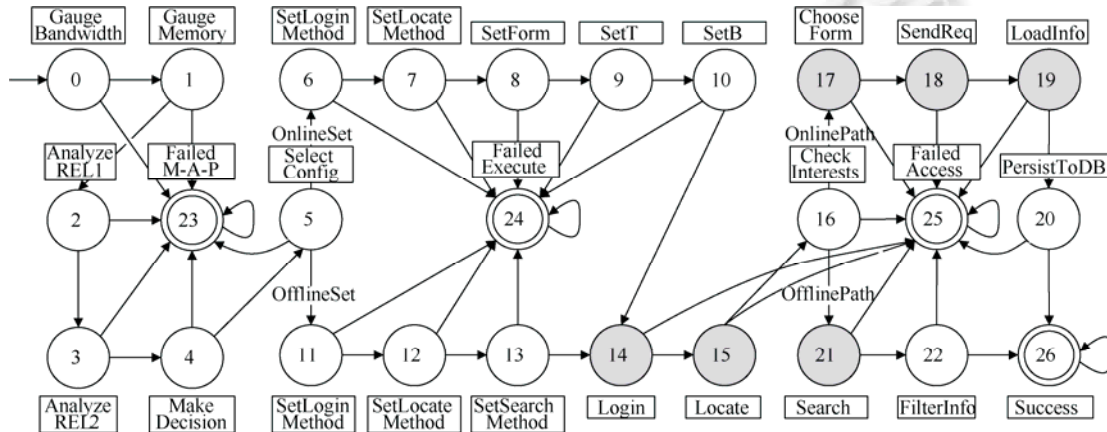 Gauge
Bandwidth
Gauge
Memory
SetLogin
Method
SetLocate
Method
SetForm
SetT
SetB
Choose
Form
SendReq
LoadInfo
0
1
6
7
8
9
10
17
18
19
OnlineSet
OnlinePath
Analyze
REL1
Failed
M-A-P
Select
Config
Failed
Execute
Check
Interests
Failed
Access
PersistToDB
2
23
5
24
16
25
20
OfflineSet
OfflinePath
3
4
11
12
13
14
15
21
22
26
Analyze
REL2
Make
Decision
SetLogin
Method
SetLocate
Method
SetSearch
Method
Login
Locate
Search
FilterInfo
Success